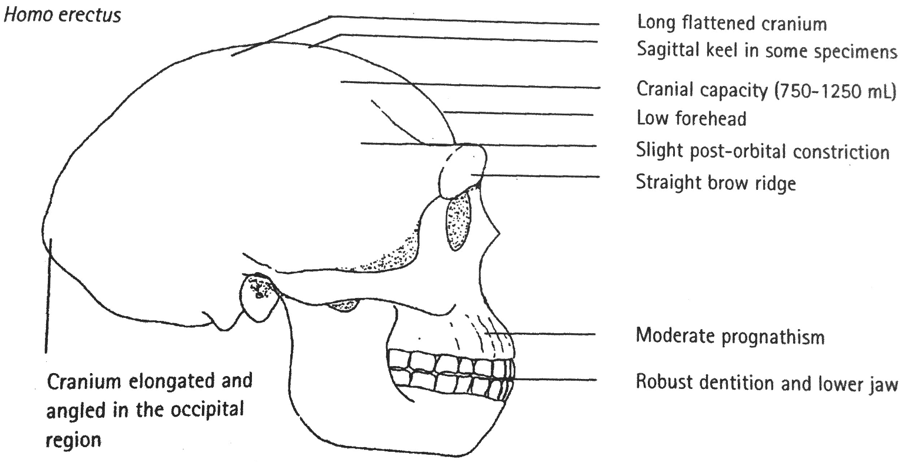 Homo erectus
Long flattened cranium
Sagittal keel in some specimens
Cranial capacity (750-1250 mL)
Low forehead
Slight post-orbital constriction
Straight brow ridge
Moderate prognathism
Robust dentition and lower jaw
Cranium elongated and
angled in the occipital
region